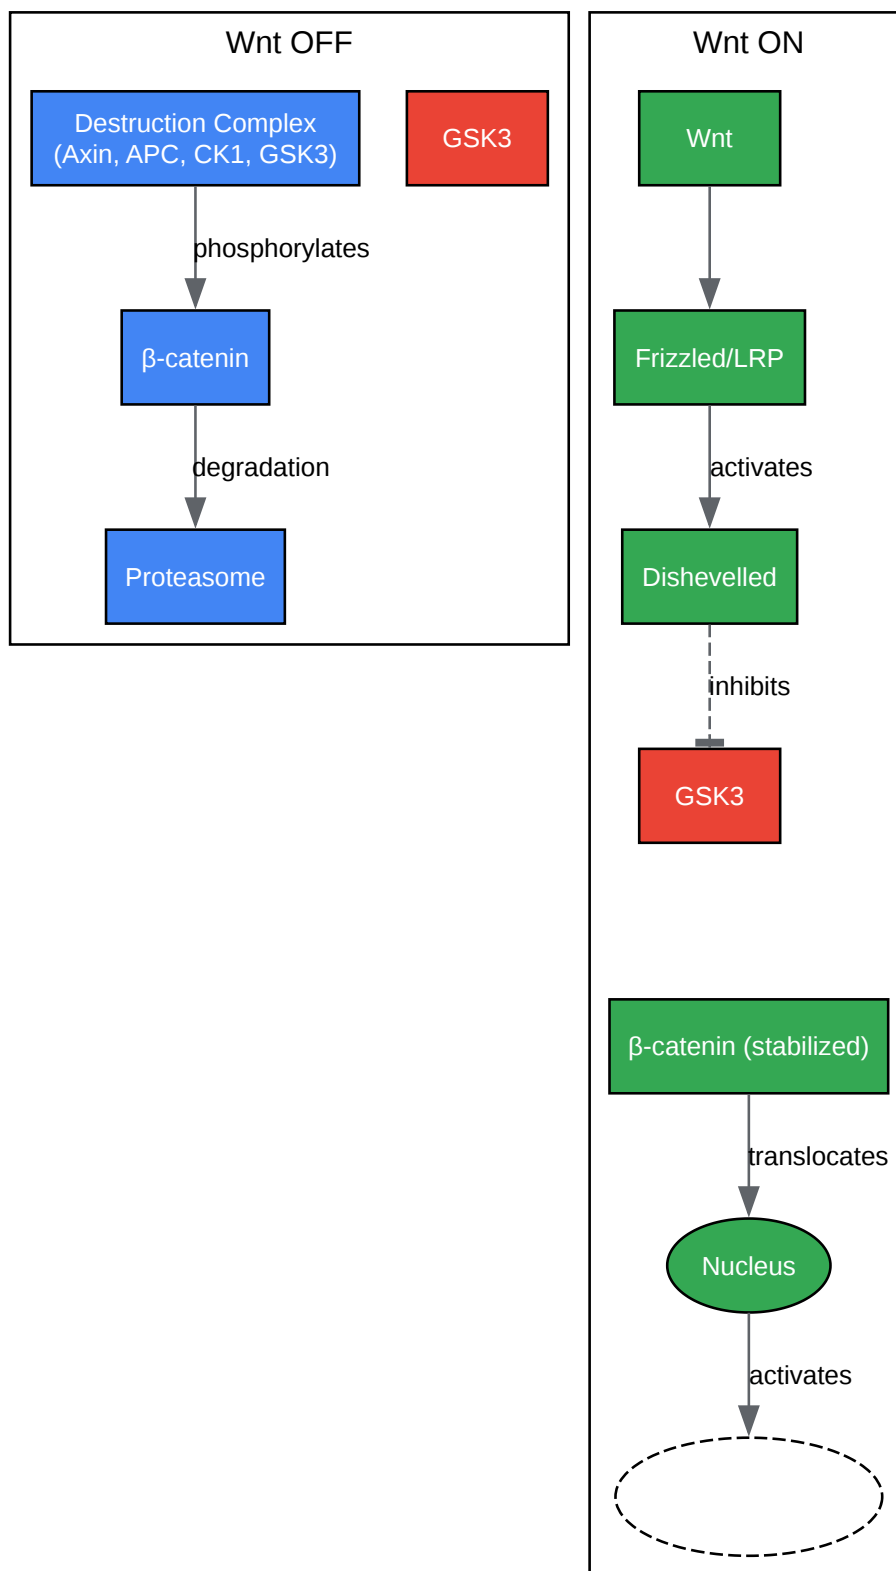 Wnt OFF
Destruction Complex
(Axin, APC, CK1, GSK3)
GSK3
phosphorylates
β-catenin
degradation
Proteasome
Wnt ON
Wnt
Frizzled/LRP
activates
Dishevelled
inhibits
GSK3
β-catenin (stabilized)
translocates
Nucleus
activates